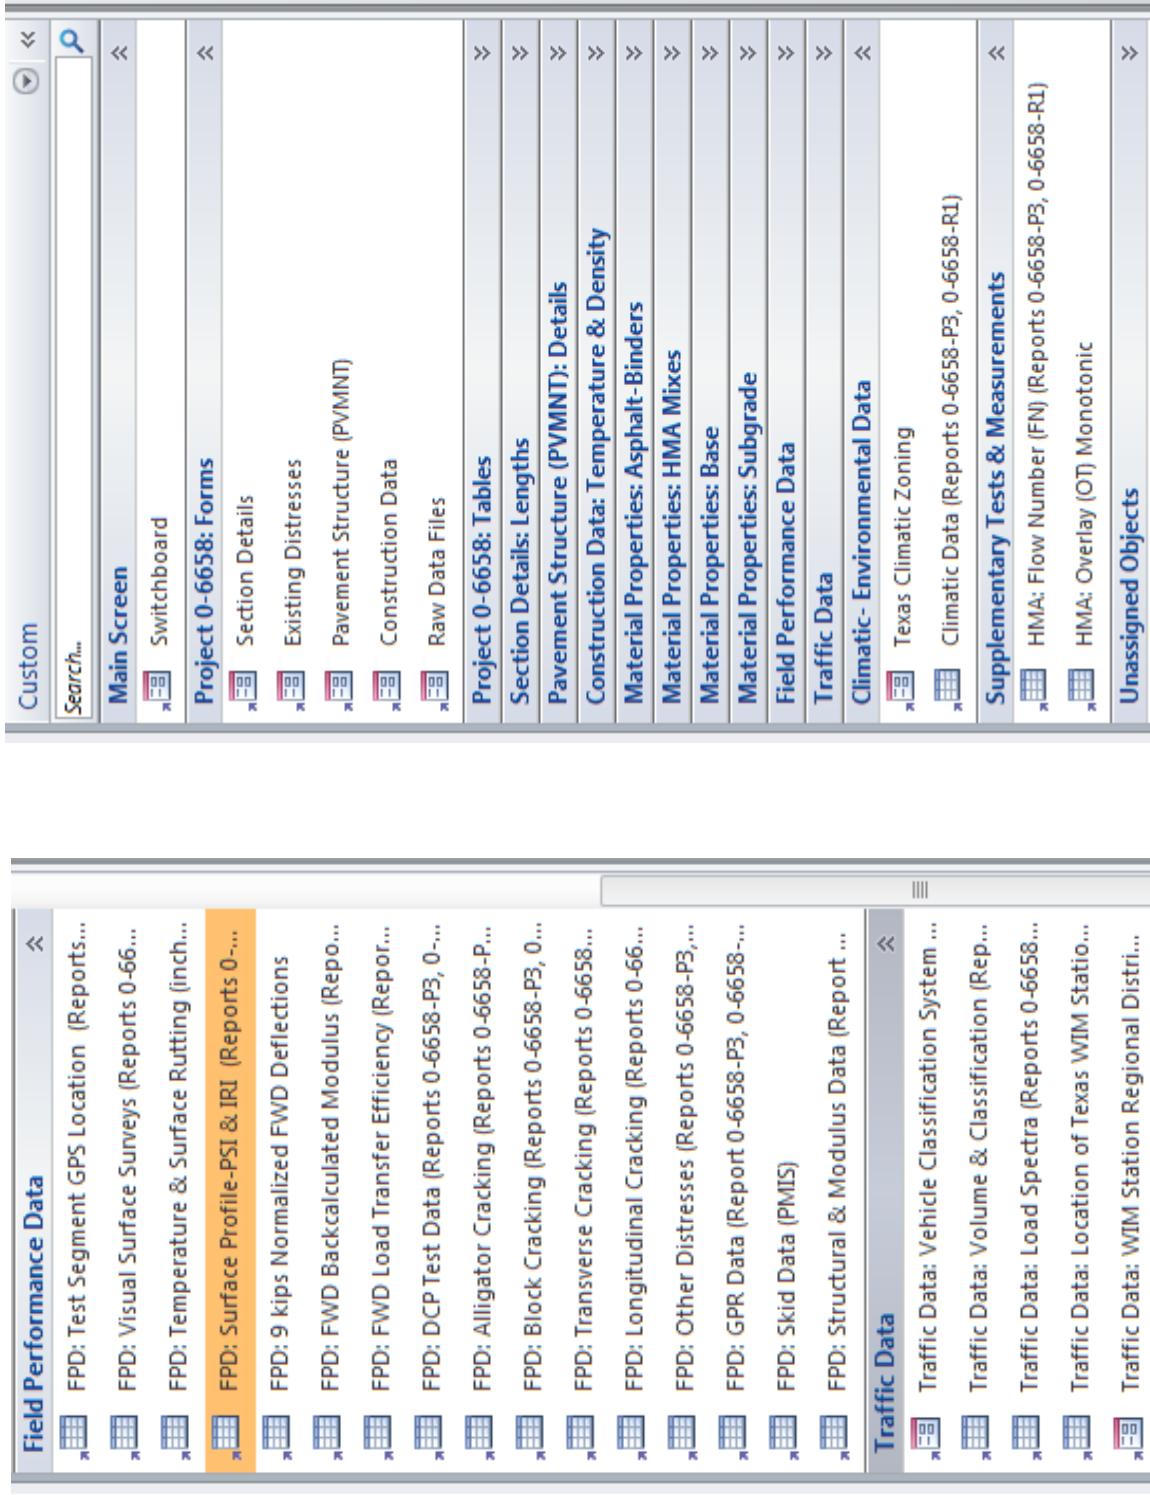 Field Performance Data
FPD: Test Segment GPS Location (Reports...
FPD: Visual Surface Surveys (Reports 0-66...
FPD: Temperature & Surface Rutting (inch...
FPD: Surface Profile-PSI & IRI (Reports 0-...
FPD: 9 kips Normalized FWD Deflections
FPD: FWD Backcalculated Modulus (Repo...
FPD: FWD Load Transfer Efficiency (Repor...
FPD: DCP Test Data (Reports 0-6658-P3, 0-...
FPD: Alligator Cracking (Reports 0-6658-P...
FPD: Block Cracking (Reports 0-6658-P3, 0...
FPD: Transverse Cracking (Reports 0-6658...
FPD: Longitudinal Cracking (Reports 0-66...
FPD: Other Distresses (Reports 0-6658-P3,...
FPD: GPR Data (Report 0-6658-P3, 0-6658-...
FPD: Skid Data (PMIS)
FPD: Structural & Modulus Data (Report ...
Traffic Data
Traffic Data: Vehicle Classification System ...
Traffic Data: Volume & Classification (Rep...
Traffic Data: Load Spectra (Reports 0-6658...
Traffic Data: Location of Texas WIM Statio...
Traffic Data: WIM Station Regional Distri...
Custom
Search...
Main Screen
Switchboard
Project 0-6658: Forms
Section Details
Existing Distresses
Pavement Structure (PVMNT)
Construction Data
Raw Data Files
Project 0-6658: Tables
Section Details: Lengths
Pavement Structure (PVMNT): Details
Construction Data: Temperature & Density
Material Properties: Asphalt-Binders
Material Properties: HMA Mixes
Material Properties: Base
Material Properties: Subgrade
Field Performance Data
Traffic Data
Climatic- Environmental Data
Texas Climatic Zoning
Climatic Data (Reports 0-6658-P3, 0-6658-R1)
Supplementary Tests & Measurements
HMA: Flow Number (FN) (Reports 0-6658-P3, 0-6658-R1)
HMA: Overlay (OT) Monotonic
Unassigned Objects